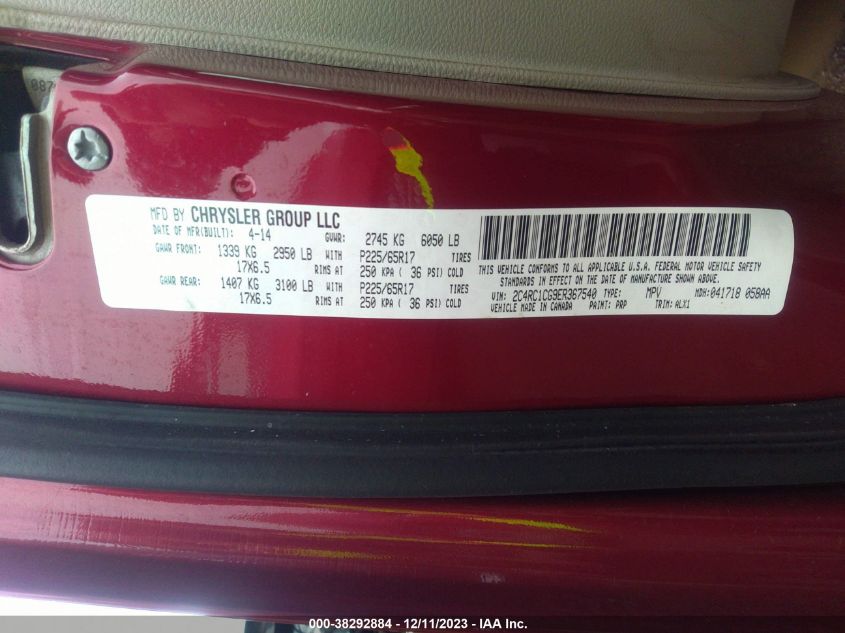 MFD BY CHRYSLER GROUP LLC
DATE OF MFR(BUILT): 4-14 GVWR: 2745 KG 6050 LB
GAWR FRONT: 1339 KG 2950 LB WITH P225/65R17 TIRES
17X6.5 RIMS AT 250 KPA ( 36 PSI) COLD
GAWR REAR: 1407 KG 3100 LB WITH P225/65R17 TIRES
17X6.5 RIMS AT 250 KPA ( 36 PSI) COLD
THIS VEHICLE CONFORMS TO ALL APPLICABLE U.S.A. FEDERAL MOTOR VEHICLE SAFETY
STANDARDS IN EFFECT ON THE DATE OF MANUFACTURE SHOWN ABOVE.
VIN: 2C4RC1CG9ER367540 TYPE: MPV MDH:041718 058AA
VEHICLE MADE IN CANADA PAINT: PRP TRIM: ALX1
000-38292884 - 12/11/2023 - IAA Inc.